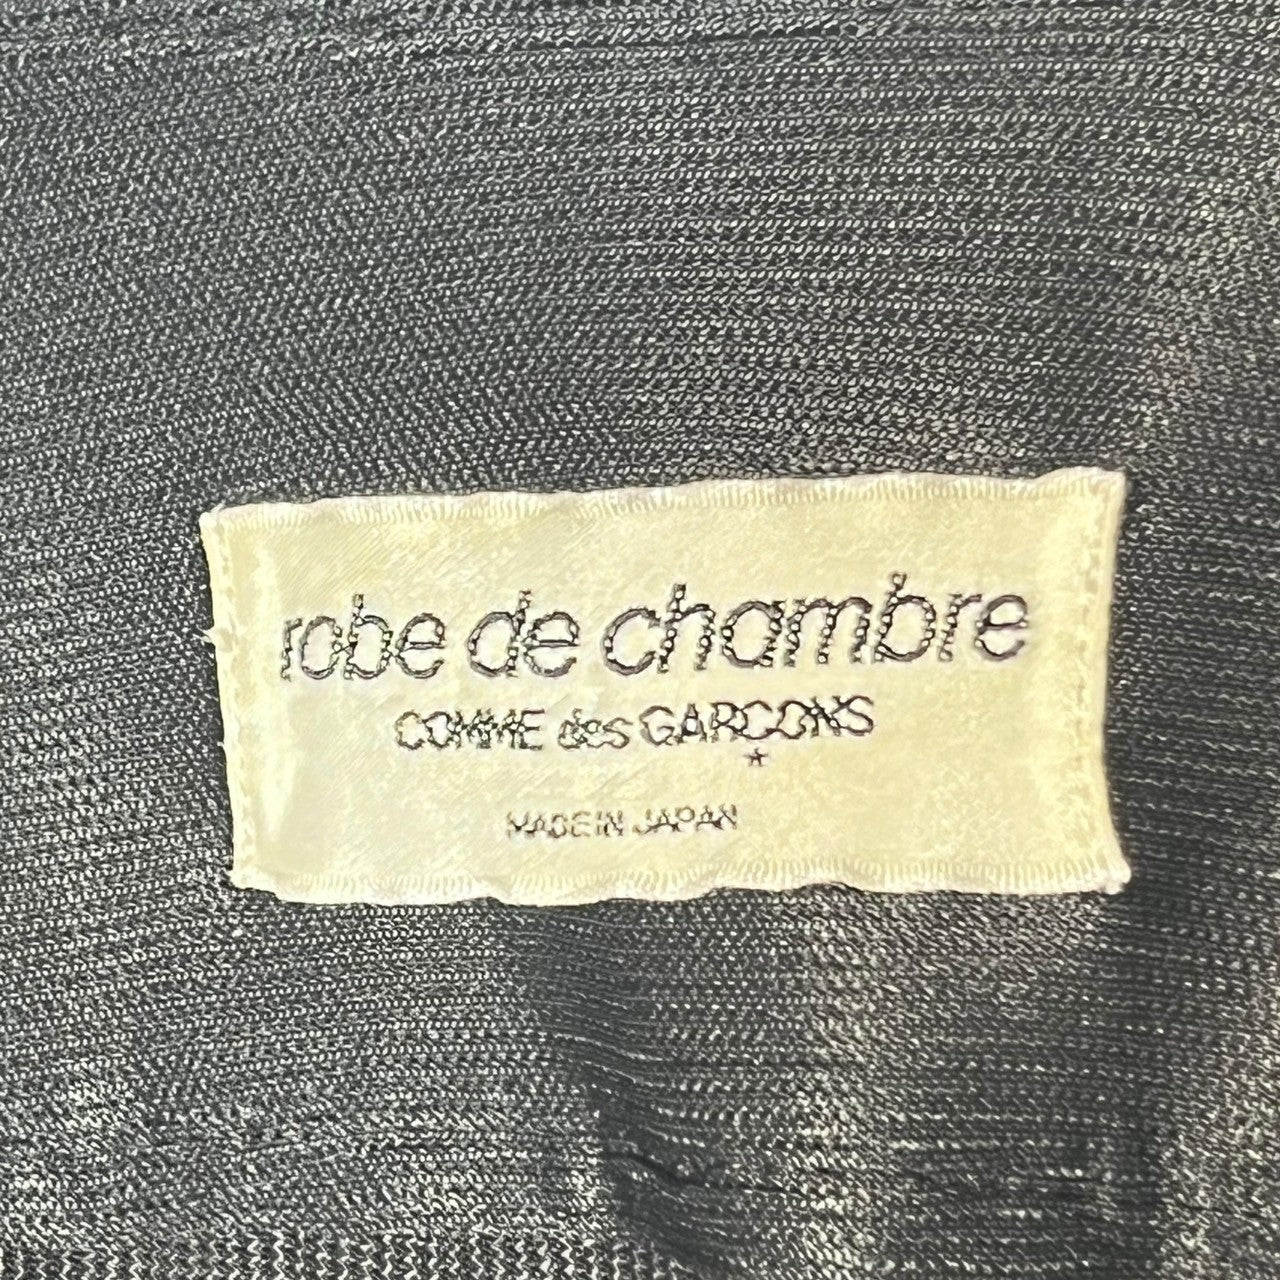 robe de chambre
COMME des GARÇONS
MADE IN JAPAN